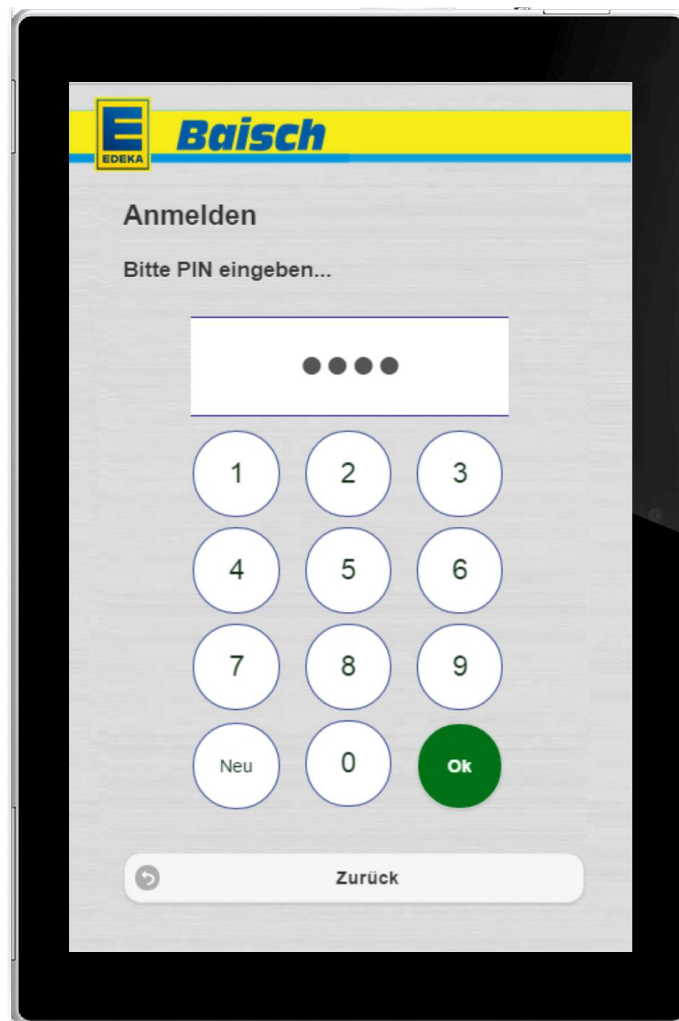 E
EDEKA
Baisch
Anmelden
Bitte PIN eingeben...
1 2 3
4 5 6
7 8 9
Neu 0 Ok
Zurück